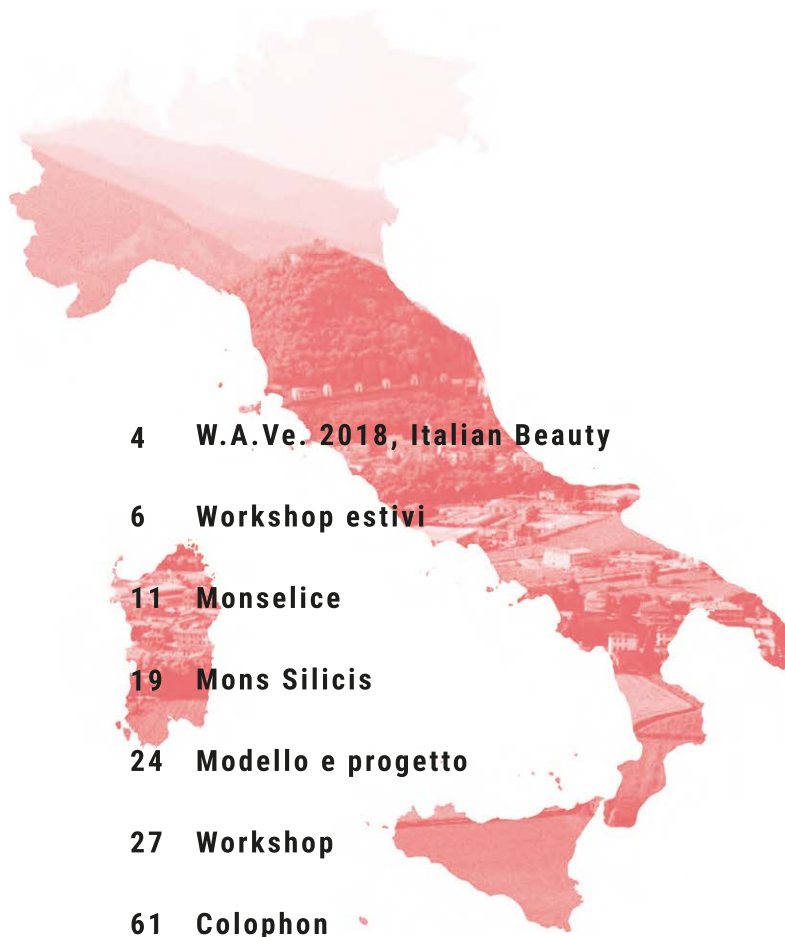 4 W.A.Ve. 2018, Italian Beauty
6 Workshop estivi
11 Monselice
19 Mons Silicis
24 Modello e progetto
27 Workshop
61 Colophon